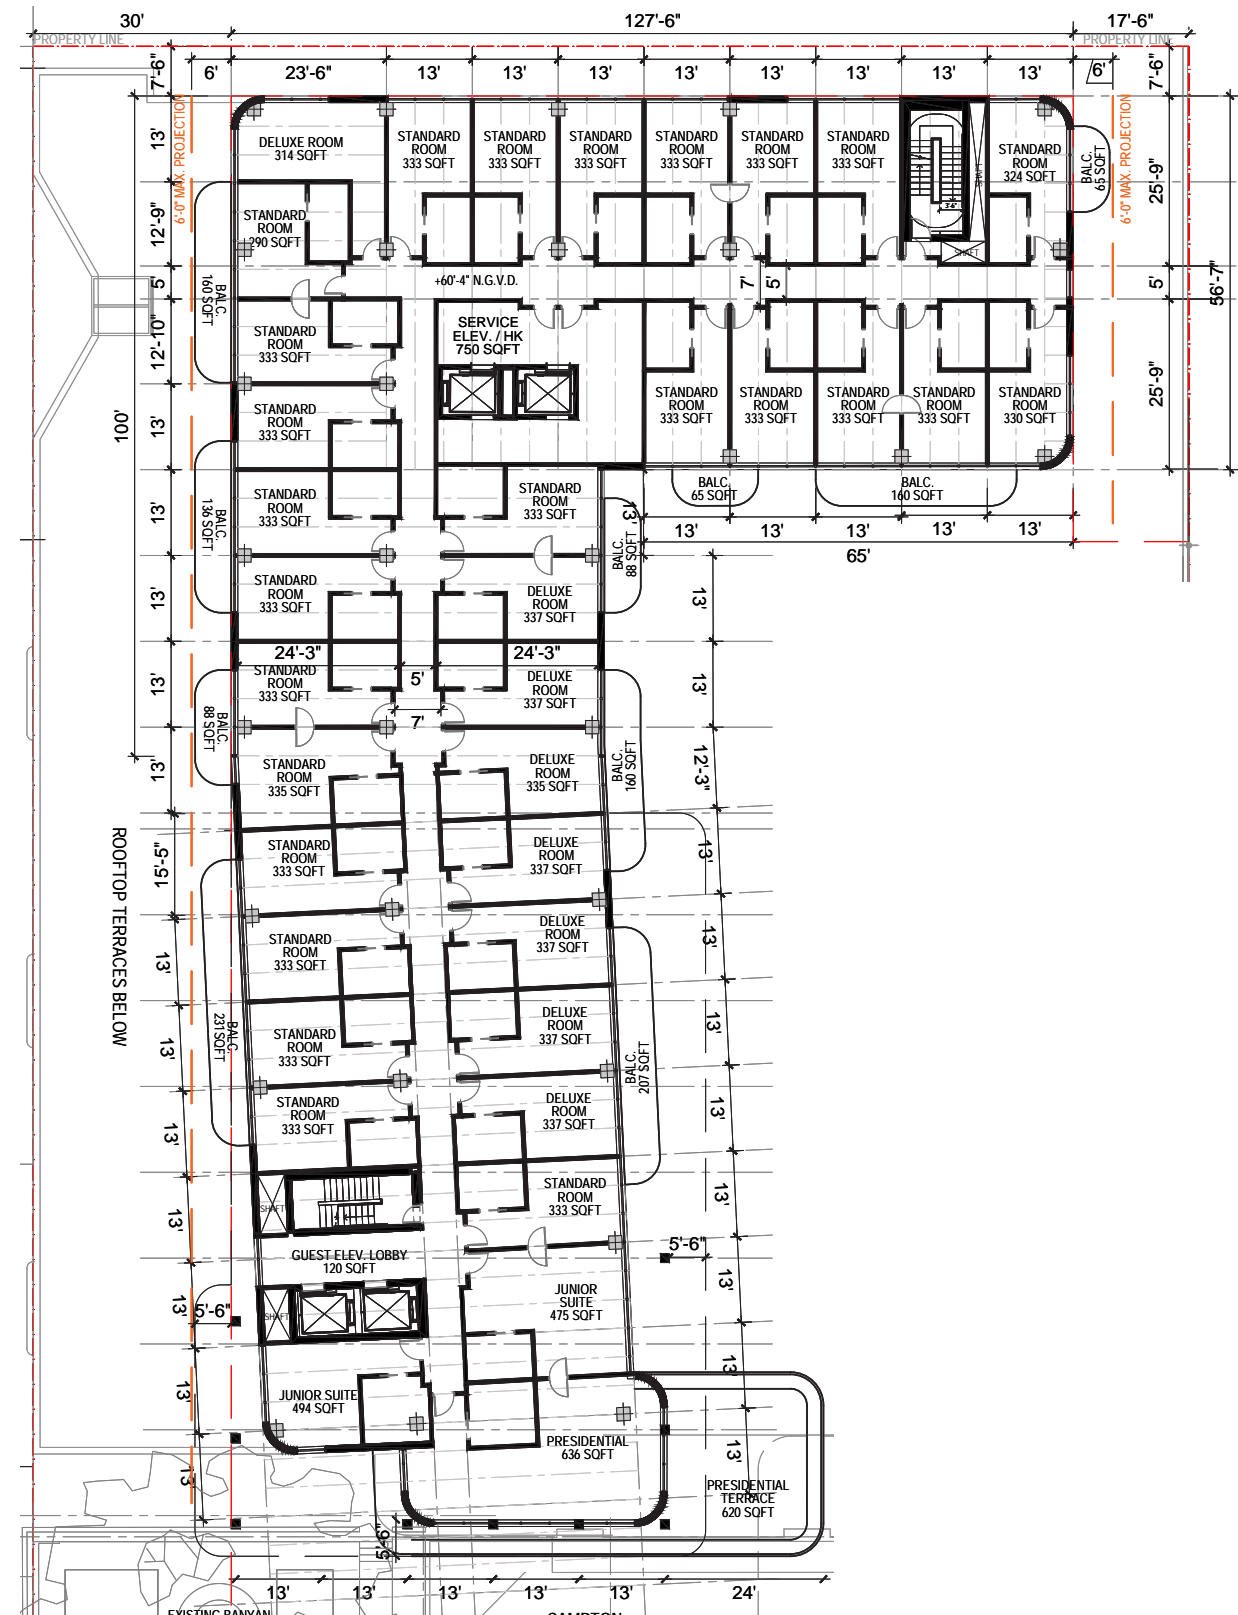 30'
127'-6"
17'-6"
PROPERTY LINE
PROPERTY LINE
7'-6"
6'
23'-6"
13'
13'
13'
13'
13'
13'
13'
13'
6'
7'-6"
6'-0" MAX. PROJECTION
6'-0" MAX. PROJECTION
13'
DELUXE ROOM
314 SQFT
STANDARD
ROOM
333 SQFT
STANDARD
ROOM
333 SQFT
STANDARD
ROOM
333 SQFT
STANDARD
ROOM
333 SQFT
STANDARD
ROOM
333 SQFT
STANDARD
ROOM
333 SQFT
SHAFT
3'-6"
SHAFT
STANDARD
ROOM
324 SQFT
BALC.
65 SQFT
25'-9"
12'-9"
STANDARD
ROOM
290 SQFT
5'
+60'-4" N.G.V.D.
7'
5'
5'
56'-7"
BALC.
160 SQFT
12'-10"
STANDARD
ROOM
333 SQFT
SERVICE
ELEV. / HK
750 SQFT
100'
13'
STANDARD
ROOM
333 SQFT
STANDARD
ROOM
333 SQFT
STANDARD
ROOM
333 SQFT
STANDARD
ROOM
333 SQFT
STANDARD
ROOM
333 SQFT
STANDARD
ROOM
330 SQFT
25'-9"
BALC.
136 SQFT
13'
STANDARD
ROOM
333 SQFT
STANDARD
ROOM
333 SQFT
BALC.
65 SQFT
BALC.
160 SQFT
13'
13'
13'
13'
13'
13'
65'
BALC.
88 SQFT
13'
STANDARD
ROOM
333 SQFT
DELUXE
ROOM
337 SQFT
13'
24'-3"
24'-3"
5'
7'
13'
STANDARD
ROOM
333 SQFT
DELUXE
ROOM
337 SQFT
13'
BALC.
88 SQFT
13'
STANDARD
ROOM
335 SQFT
DELUXE
ROOM
335 SQFT
BALC.
160 SQFT
12'-3"
ROOFTOP TERRACES BELOW
15'-5"
STANDARD
ROOM
333 SQFT
DELUXE
ROOM
337 SQFT
13'
13'
STANDARD
ROOM
333 SQFT
DELUXE
ROOM
337 SQFT
13'
BALC.
231 SQFT
13'
STANDARD
ROOM
333 SQFT
DELUXE
ROOM
337 SQFT
13'
BALC.
207 SQFT
13'
STANDARD
ROOM
333 SQFT
DELUXE
ROOM
337 SQFT
13'
13'
SHAFT
STANDARD
ROOM
333 SQFT
13'
GUEST ELEV. LOBBY
120 SQFT
5'-6"
13'
5'-6"
SHAFT
JUNIOR
SUITE
475 SQFT
13'
13'
JUNIOR SUITE
494 SQFT
13'
PRESIDENTIAL
636 SQFT
13'
13'
PRESIDENTIAL
TERRACE
620 SQFT
5'-6"
13'
13'
13'
13'
13'
24'
EXISTING BANYAN